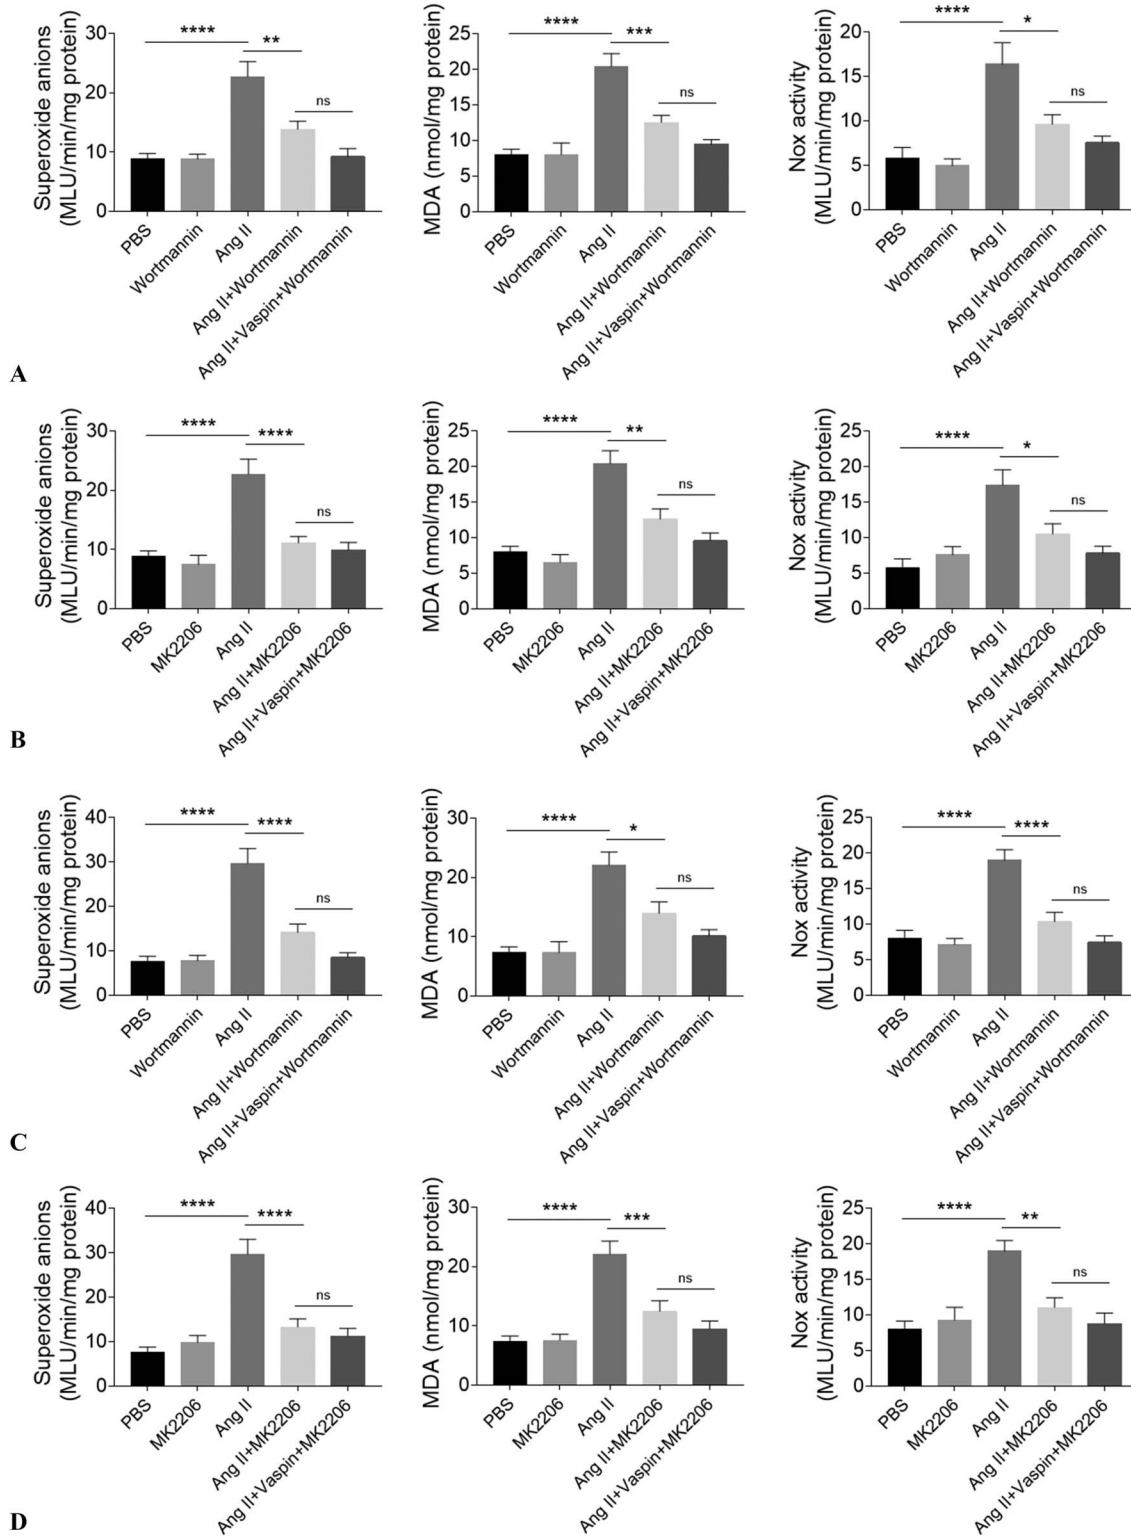 Superoxide anions
(MLU/min/mg protein)
30
20
10
0
****
**
ns
PBS
Wortmannin
Ang II
Ang II+Wortmannin
Ang II+Vaspin+Wortmannin
MDA (nmol/mg protein)
25
20
15
10
5
0
****
***
ns
PBS
Wortmannin
Ang II
Ang II+Wortmannin
Ang II+Vaspin+Wortmannin
Nox activity
(MLU/min/mg protein)
20
15
10
5
0
****
*
ns
PBS
Wortmannin
Ang II
Ang II+Wortmannin
Ang II+Vaspin+Wortmannin
A
Superoxide anions
(MLU/min/mg protein)
30
20
10
0
****
****
ns
PBS
MK2206
Ang II
Ang II+MK2206
Ang II+Vaspin+MK2206
MDA (nmol/mg protein)
25
20
15
10
5
0
****
**
ns
PBS
MK2206
Ang II
Ang II+MK2206
Ang II+Vaspin+MK2206
Nox activity
(MLU/min/mg protein)
25
20
15
10
5
0
****
*
ns
PBS
MK2206
Ang II
Ang II+MK2206
Ang II+Vaspin+MK2206
B
Superoxide anions
(MLU/min/mg protein)
40
30
20
10
0
****
****
ns
PBS
Wortmannin
Ang II
Ang II+Wortmannin
Ang II+Vaspin+Wortmannin
MDA (nmol/mg protein)
30
20
10
0
****
*
ns
PBS
Wortmannin
Ang II
Ang II+Wortmannin
Ang II+Vaspin+Wortmannin
Nox activity
(MLU/min/mg protein)
25
20
15
10
5
0
****
****
ns
PBS
Wortmannin
Ang II
Ang II+Wortmannin
Ang II+Vaspin+Wortmannin
C
Superoxide anions
(MLU/min/mg protein)
40
30
20
10
0
****
****
ns
PBS
MK2206
Ang II
Ang II+MK2206
Ang II+Vaspin+MK2206
MDA (nmol/mg protein)
30
20
10
0
****
***
ns
PBS
MK2206
Ang II
Ang II+MK2206
Ang II+Vaspin+MK2206
Nox activity
(MLU/min/mg protein)
25
20
15
10
5
0
****
**
ns
PBS
MK2206
Ang II
Ang II+MK2206
Ang II+Vaspin+MK2206
D